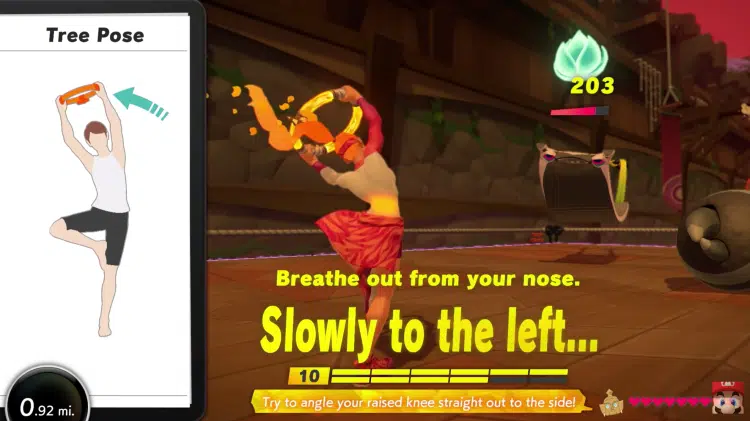 Tree Pose
203
Breathe out from your nose.
Slowly to the left...
10
Try to angle your raised knee straight out to the side!
0.92 mi.